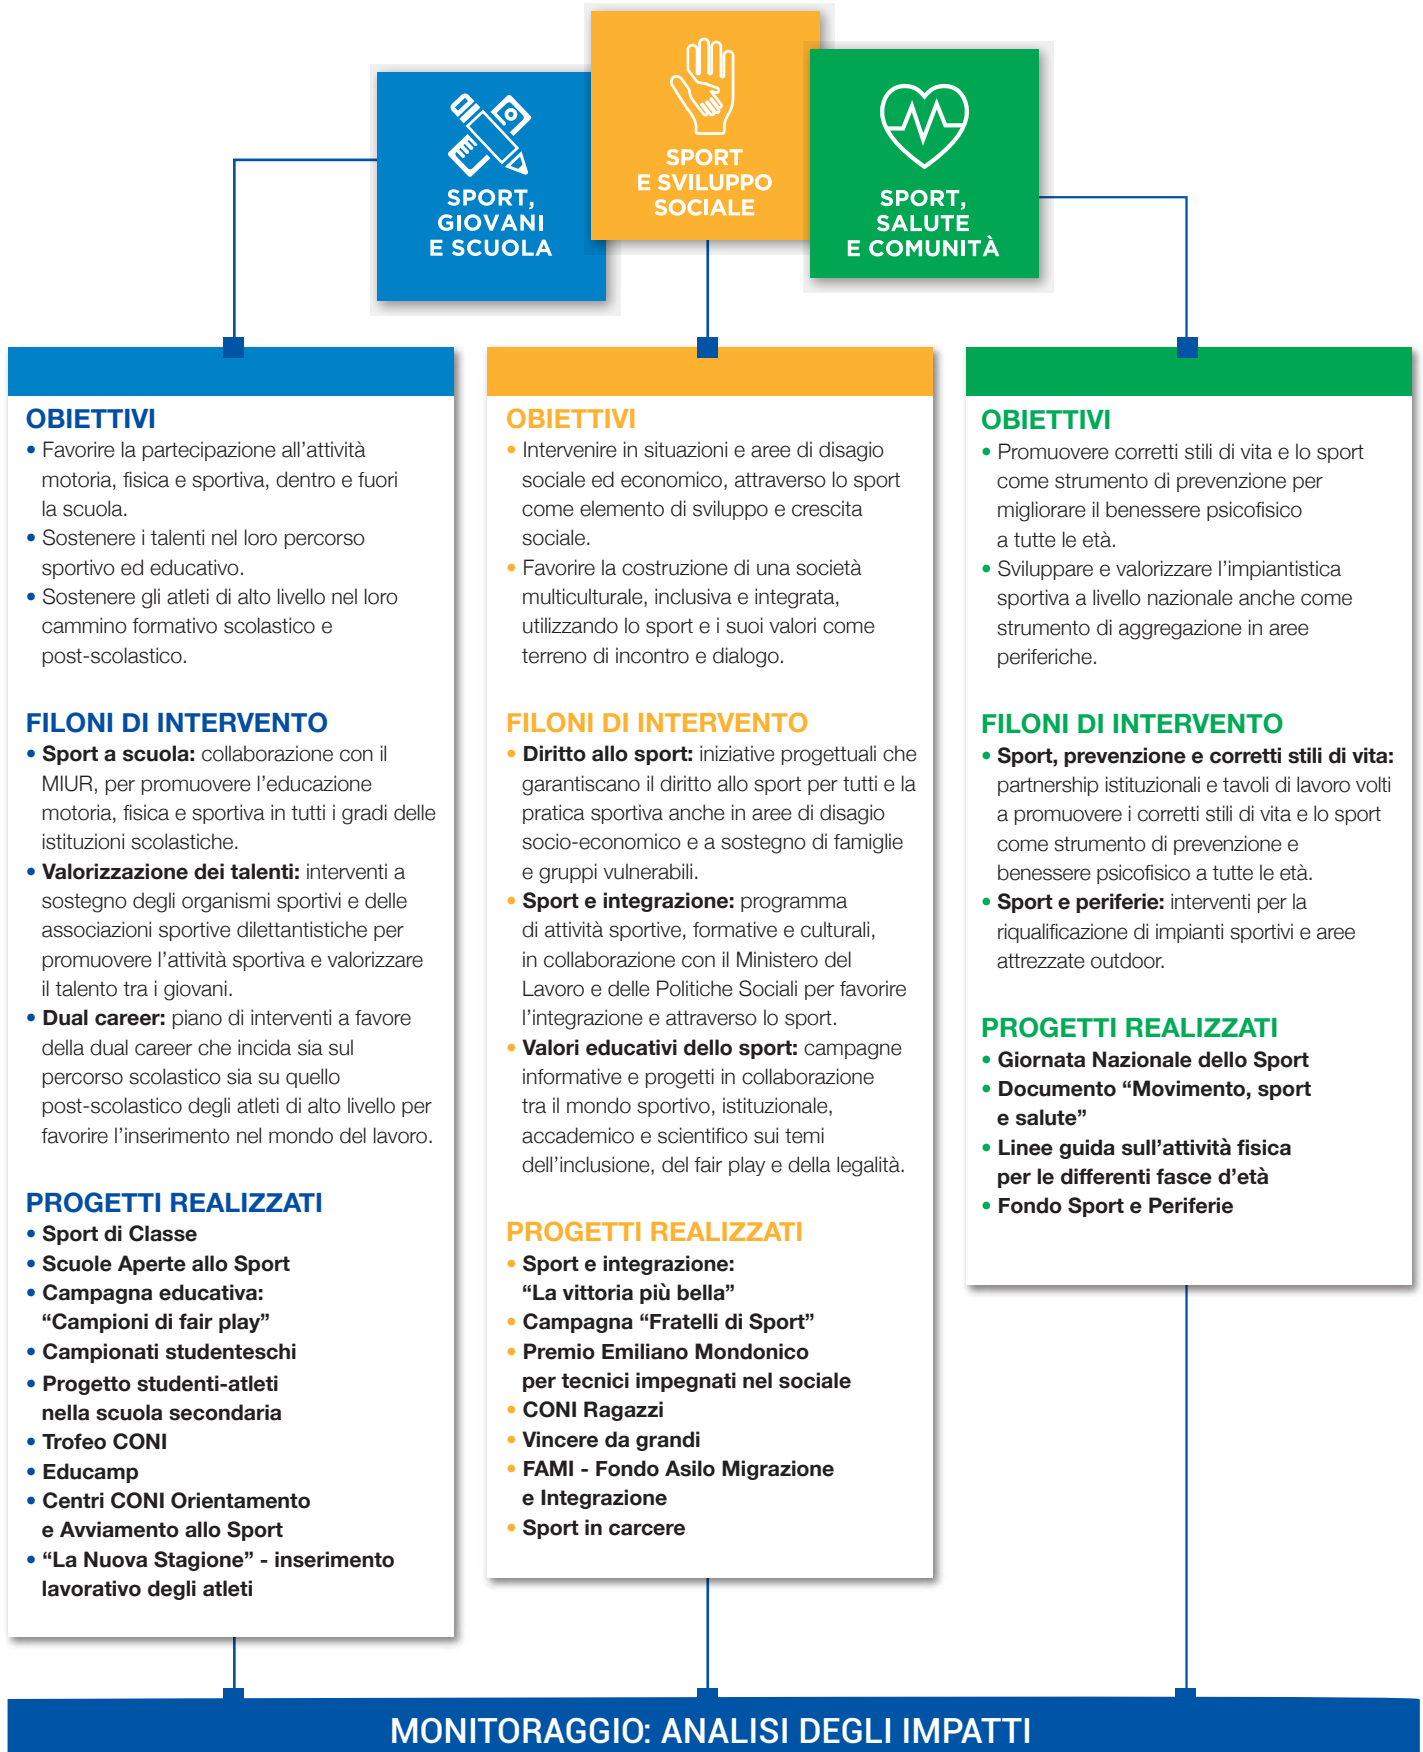 SPORT,
GIOVANI
E SCUOLA
SPORT
E SVILUPPO
SOCIALE
SPORT,
SALUTE
E COMUNITÀ
OBIETTIVI
• Favorire la partecipazione all’attività
motoria, fisica e sportiva, dentro e fuori
la scuola.
• Sostenere i talenti nel loro percorso
sportivo ed educativo.
• Sostenere gli atleti di alto livello nel loro
cammino formativo scolastico e
post-scolastico.
FILONI DI INTERVENTO
• Sport a scuola: collaborazione con il
MIUR, per promuovere l’educazione
motoria, fisica e sportiva in tutti i gradi delle
istituzioni scolastiche.
• Valorizzazione dei talenti: interventi a
sostegno degli organismi sportivi e delle
associazioni sportive dilettantistiche per
promuovere l’attività sportiva e valorizzare
il talento tra i giovani.
• Dual career: piano di interventi a favore
della dual career che incida sia sul
percorso scolastico sia su quello
post-scolastico degli atleti di alto livello per
favorire l’inserimento nel mondo del lavoro.
PROGETTI REALIZZATI
• Sport di Classe
• Scuole Aperte allo Sport
• Campagna educativa:
“Campioni di fair play”
• Campionati studenteschi
• Progetto studenti-atleti
nella scuola secondaria
• Trofeo CONI
• Educamp
• Centri CONI Orientamento
e Avviamento allo Sport
• “La Nuova Stagione” - inserimento
lavorativo degli atleti
OBIETTIVI
• Intervenire in situazioni e aree di disagio
sociale ed economico, attraverso lo sport
come elemento di sviluppo e crescita
sociale.
• Favorire la costruzione di una società
multiculturale, inclusiva e integrata,
utilizzando lo sport e i suoi valori come
terreno di incontro e dialogo.
FILONI DI INTERVENTO
• Diritto allo sport: iniziative progettuali che
garantiscano il diritto allo sport per tutti e la
pratica sportiva anche in aree di disagio
socio-economico e a sostegno di famiglie
e gruppi vulnerabili.
• Sport e integrazione: programma
di attività sportive, formative e culturali,
in collaborazione con il Ministero del
Lavoro e delle Politiche Sociali per favorire
l’integrazione e attraverso lo sport.
• Valori educativi dello sport: campagne
informative e progetti in collaborazione
tra il mondo sportivo, istituzionale,
accademico e scientifico sui temi
dell’inclusione, del fair play e della legalità.
PROGETTI REALIZZATI
• Sport e integrazione:
“La vittoria più bella”
• Campagna “Fratelli di Sport”
• Premio Emiliano Mondonico
per tecnici impegnati nel sociale
• CONI Ragazzi
• Vincere da grandi
• FAMI - Fondo Asilo Migrazione
e Integrazione
• Sport in carcere
OBIETTIVI
• Promuovere corretti stili di vita e lo sport
come strumento di prevenzione per
migliorare il benessere psicofisico
a tutte le età.
• Sviluppare e valorizzare l’impiantistica
sportiva a livello nazionale anche come
strumento di aggregazione in aree
periferiche.
FILONI DI INTERVENTO
• Sport, prevenzione e corretti stili di vita:
partnership istituzionali e tavoli di lavoro volti
a promuovere i corretti stili di vita e lo sport
come strumento di prevenzione e
benessere psicofisico a tutte le età.
• Sport e periferie: interventi per la
riqualificazione di impianti sportivi e aree
attrezzate outdoor.
PROGETTI REALIZZATI
• Giornata Nazionale dello Sport
• Documento “Movimento, sport
e salute”
• Linee guida sull’attività fisica
per le differenti fasce d’età
• Fondo Sport e Periferie
MONITORAGGIO: ANALISI DEGLI IMPATTI